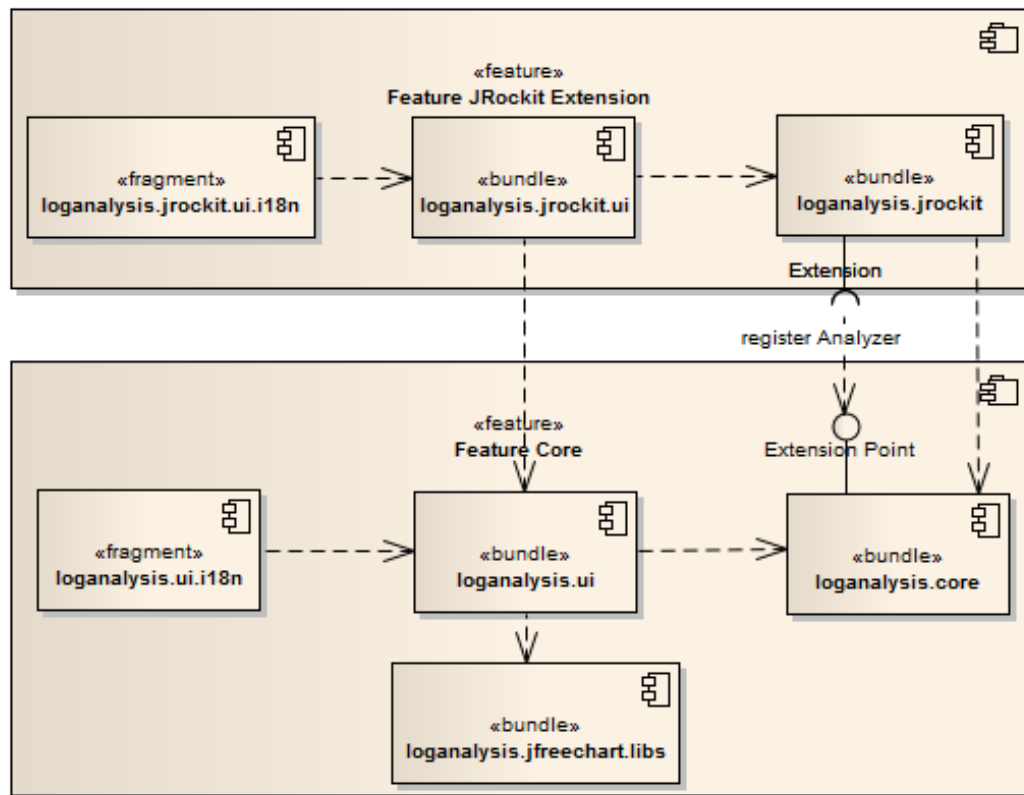 «feature»
Feature JRockit Extension
«fragment»
loganalysis.jrockit.ui.i18n
«bundle»
loganalysis.jrockit.ui
«bundle»
loganalysis.jrockit
Extension
register Analyzer
«feature»
Feature Core
Extension Point
«fragment»
loganalysis.ui.i18n
«bundle»
loganalysis.ui
«bundle»
loganalysis.core
«bundle»
loganalysis.jfreechart.libs